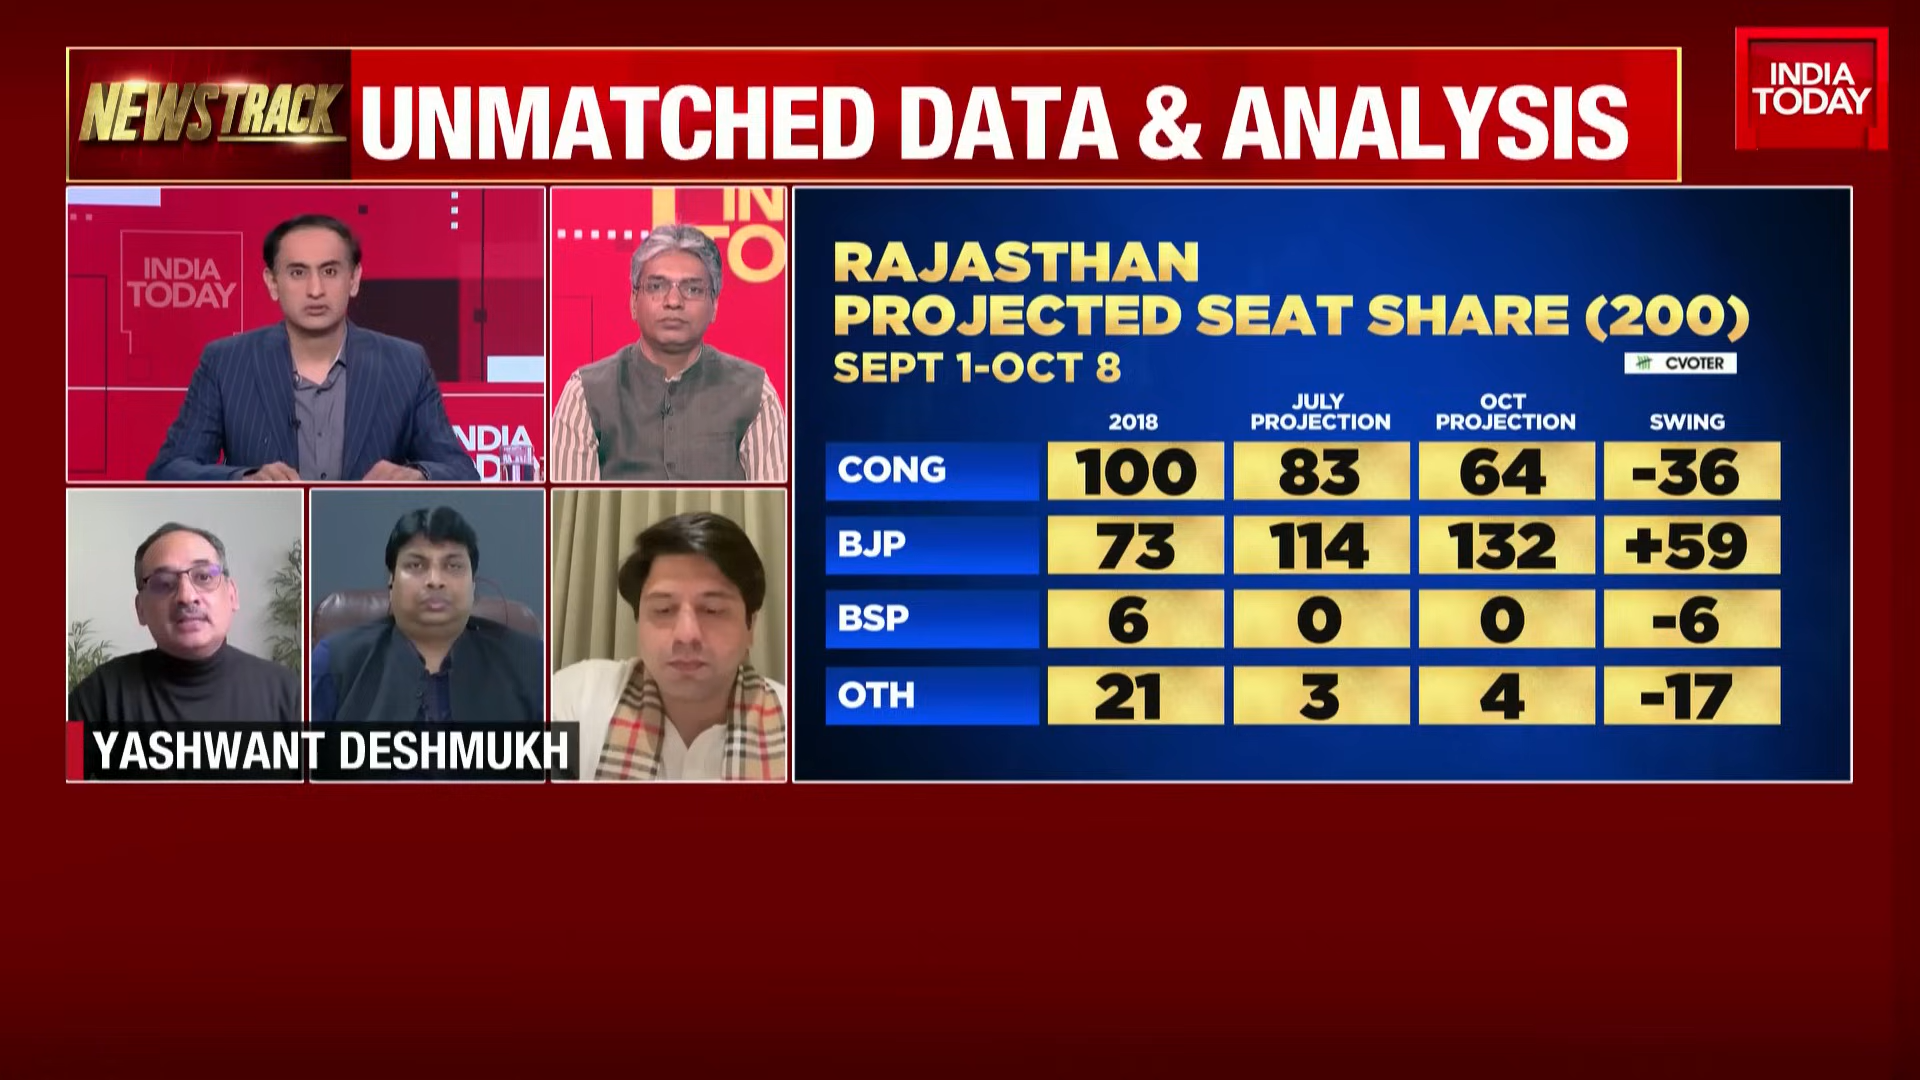 NEWSTRACK
UNMATCHED DATA & ANALYSIS
INDIA
TODAY
INDIA
TODAY
IN
TO
YASHWANT DESHMUKH
RAJASTHAN
PROJECTED SEAT SHARE (200)
SEPT 1-OCT 8
CVOTER
2018 JULY PROJECTION OCT PROJECTION SWING
CONG 100 83 64 -36
BJP 73 114 132 +59
BSP 6 0 0 -6
OTH 21 3 4 -17